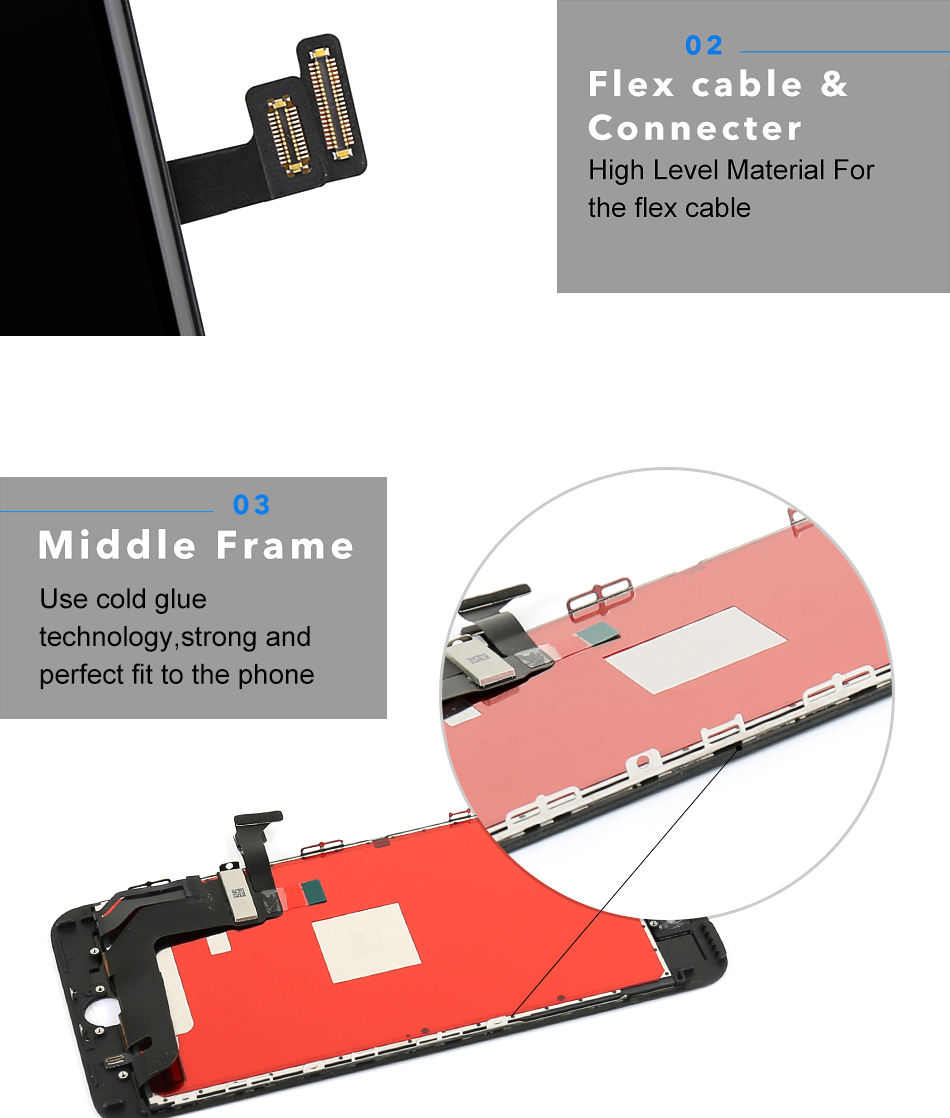 02
Flex cable &
Connecter
High Level Material For
the flex cable
03
Middle Frame
Use cold glue
technology,strong and
perfect fit to the phone